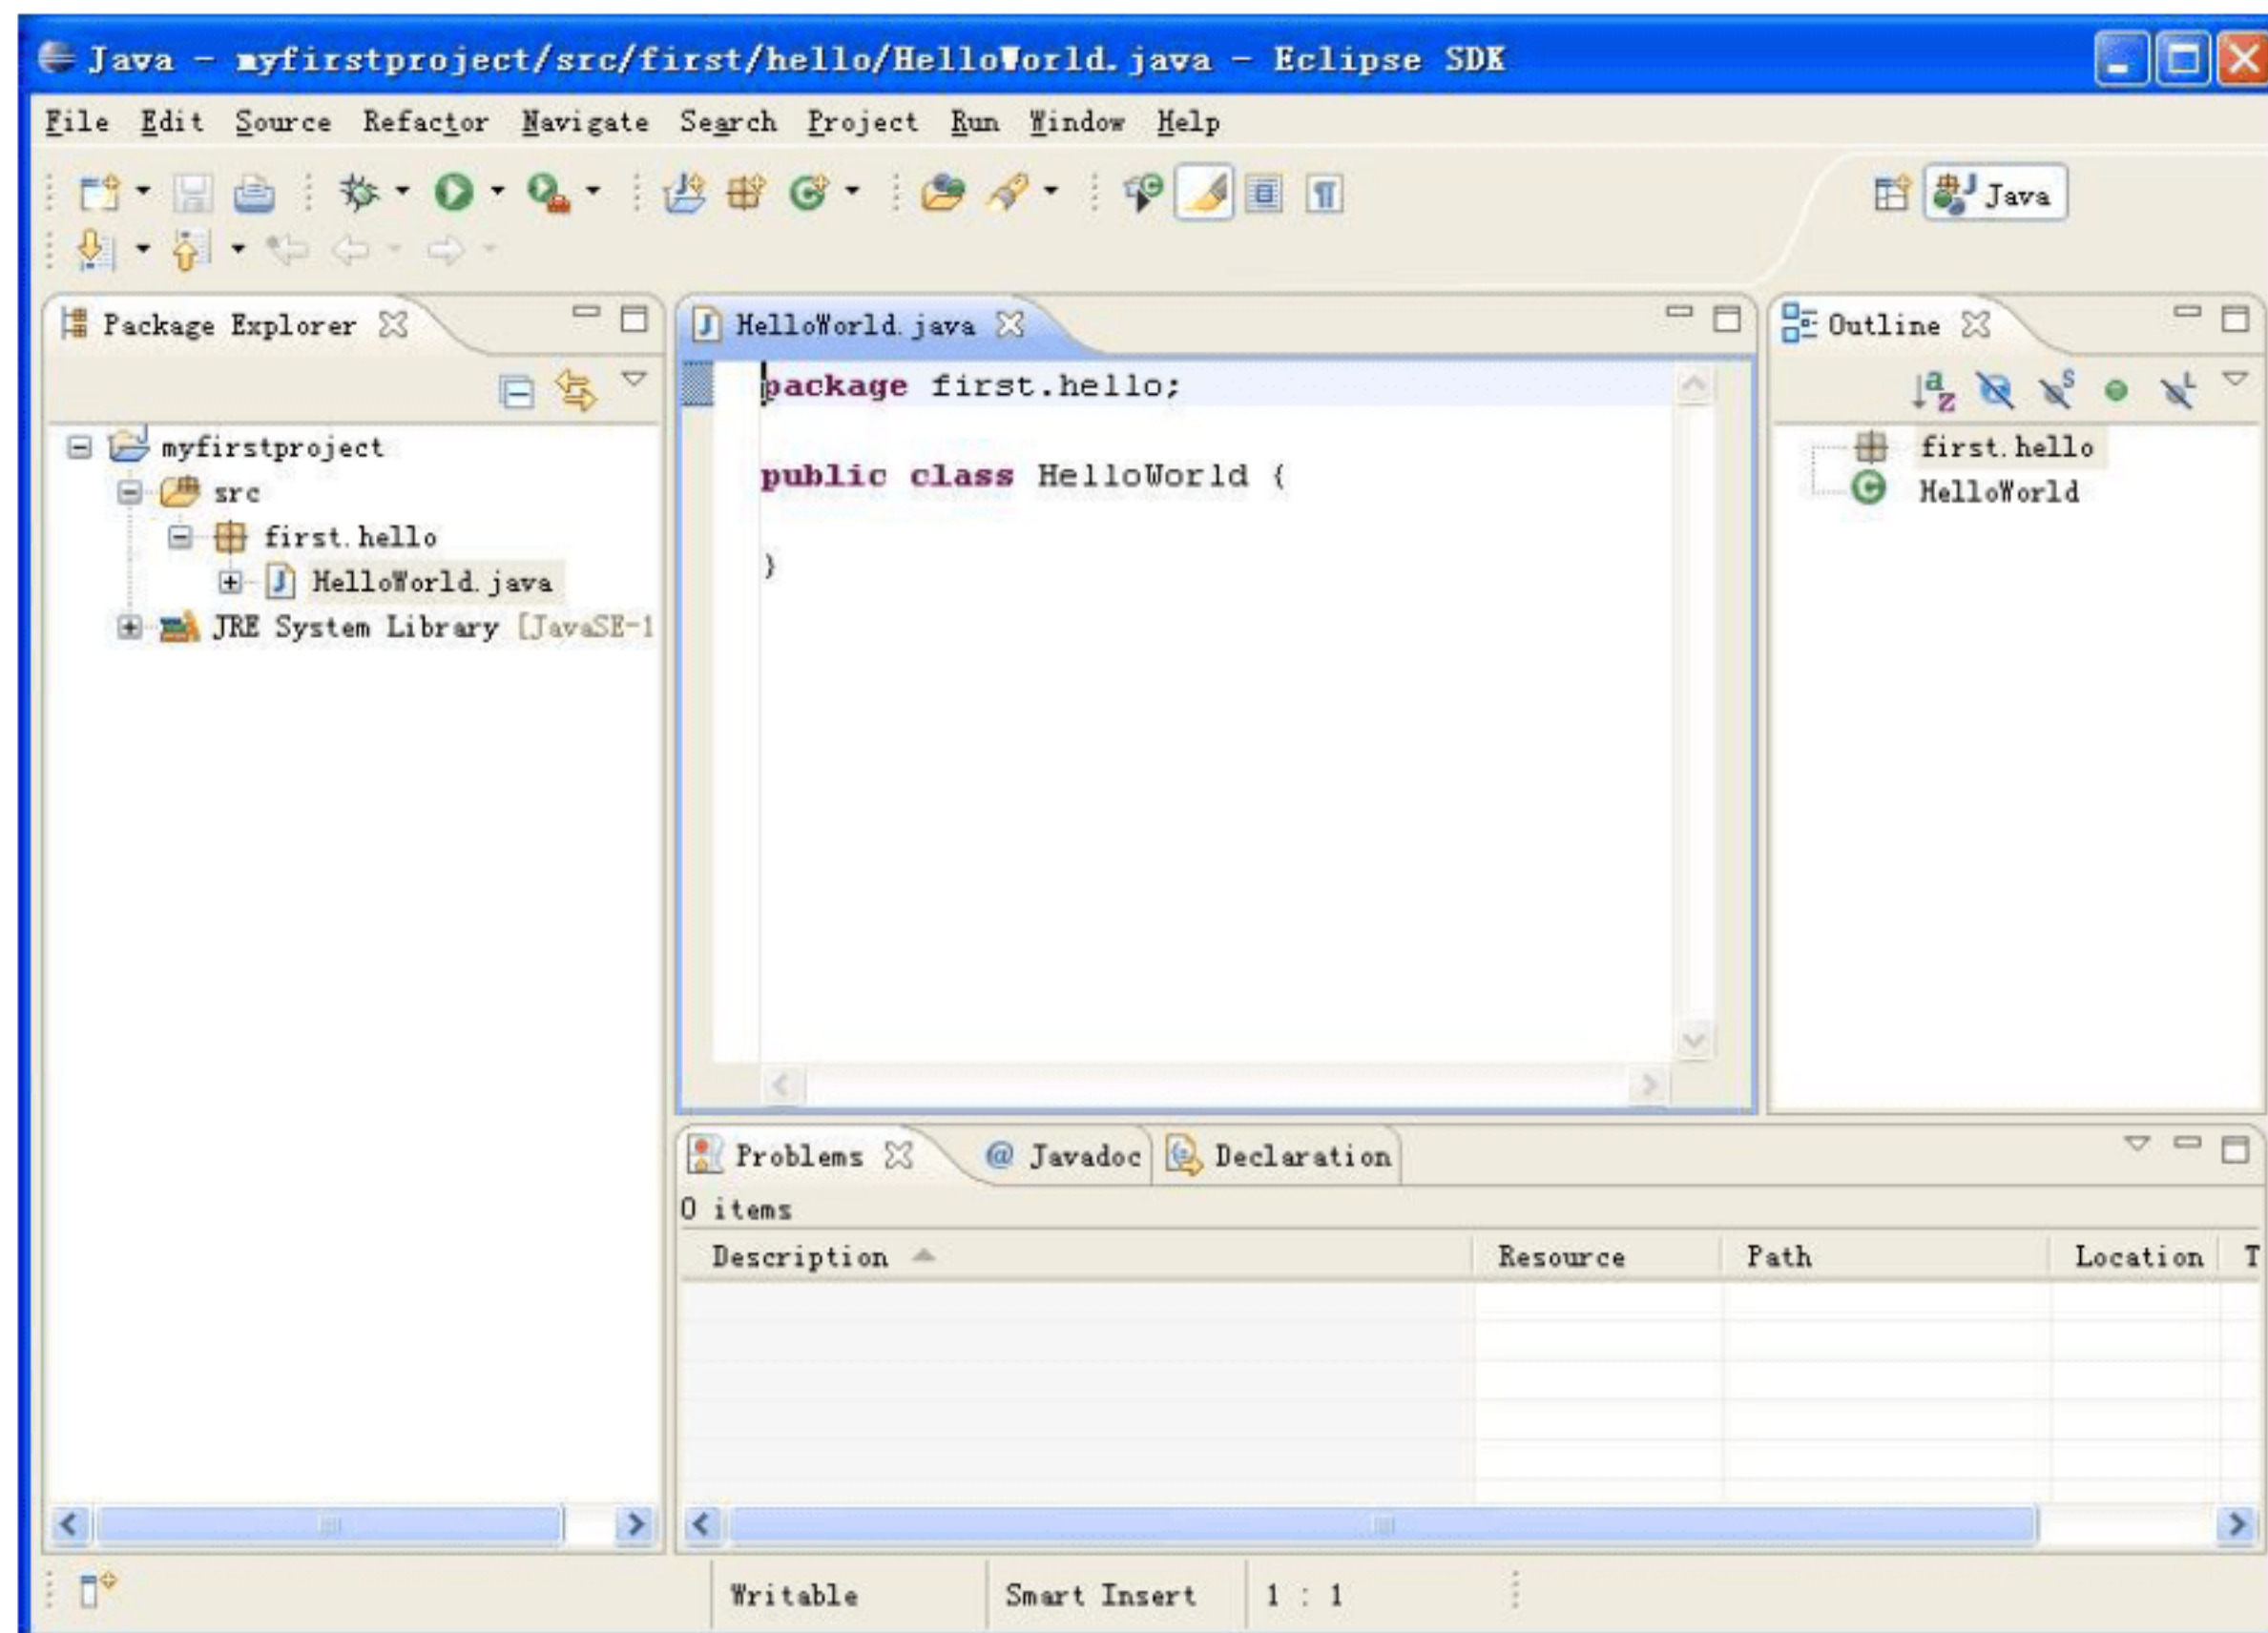 Java - myfirstproject/src/first/hello/HelloWorld.java - Eclipse SDK
File Edit Source Refactor Navigate Search Project Run Window Help
Java
Package Explorer
myfirstproject
src
first.hello
HelloWorld.java
JRE System Library [JavaSE-1
HelloWorld.java
package first.hello;
public class HelloWorld {
}
Outline
first.hello
HelloWorld
Problems @ Javadoc Declaration
0 items
Description Resource Path Location T
Writable Smart Insert 1 : 1